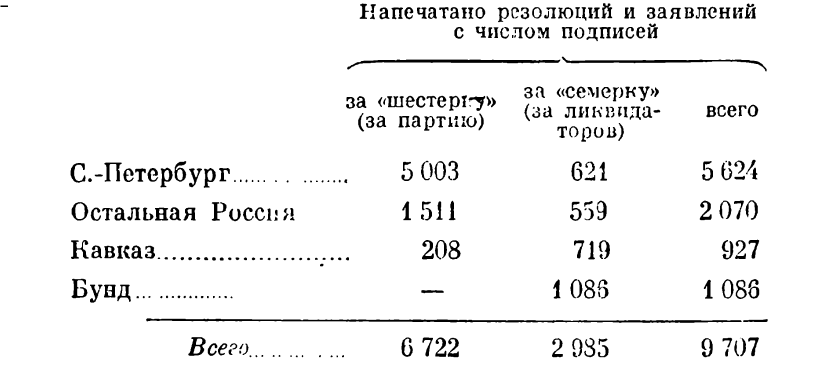 Напечатано резолюций и заявлений
с числом подписей
за «шестерку» (за партию)
за «семерку» (за ликвида-торов)
всего
С.-Петербург.................... 5 003 621 5 624
Остальная Россия 1 511 559 2 070
Кавказ......................... 208 719 927
Бунд............... — 1 086 1 086
Всего.............. 6 722 2 985 9 707